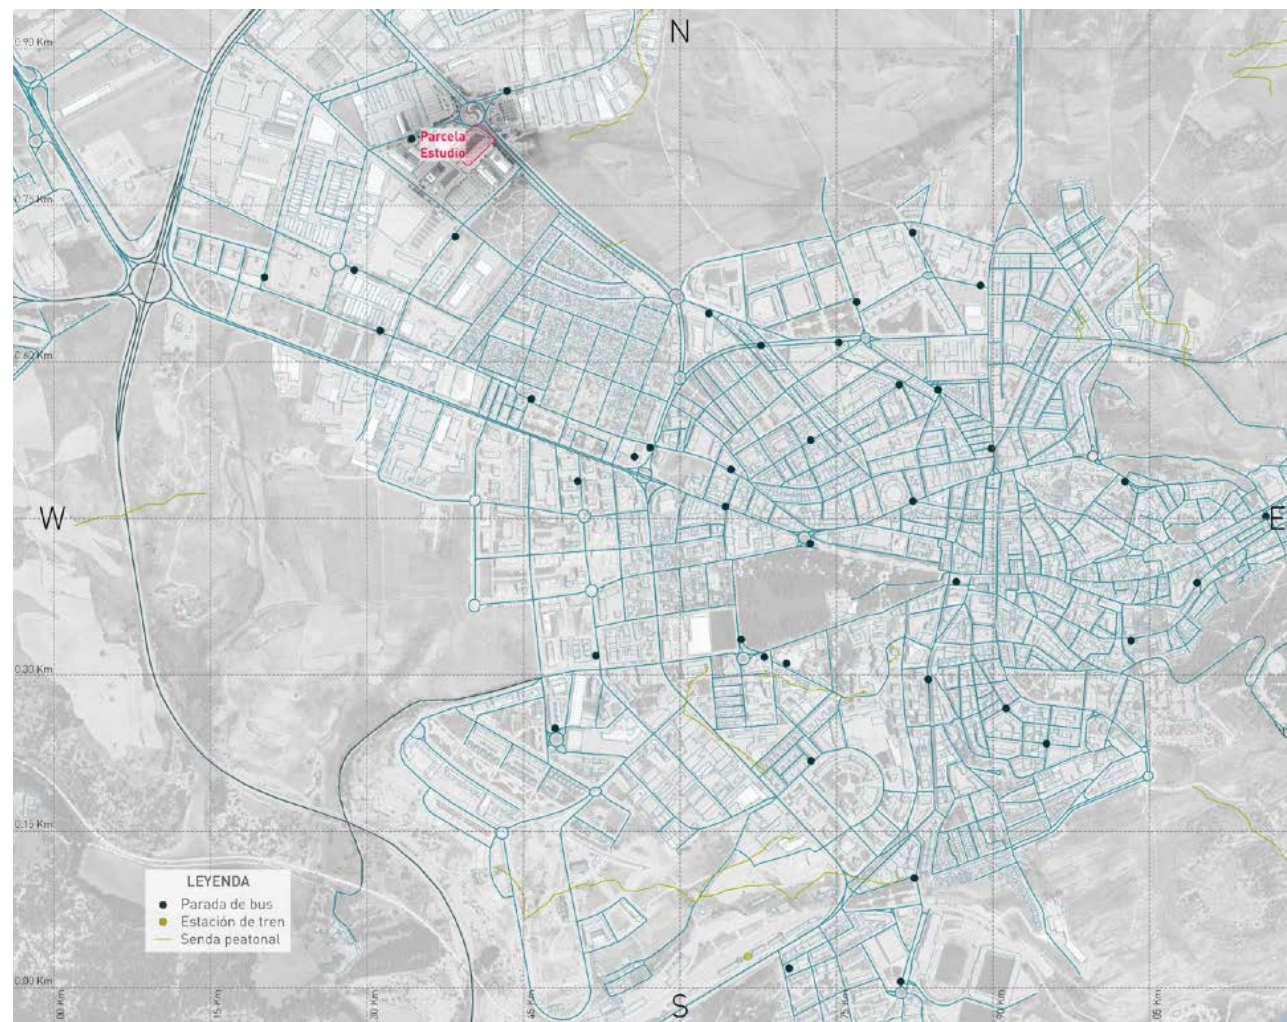 N
0.90 Km
Parcela
Estudio
0.75 Km
0.60 Km
W
E
0.30 Km
0.15 Km
LEYENDA
Parada de bus
Estación de tren
Senda peatonal
0.00 Km
S